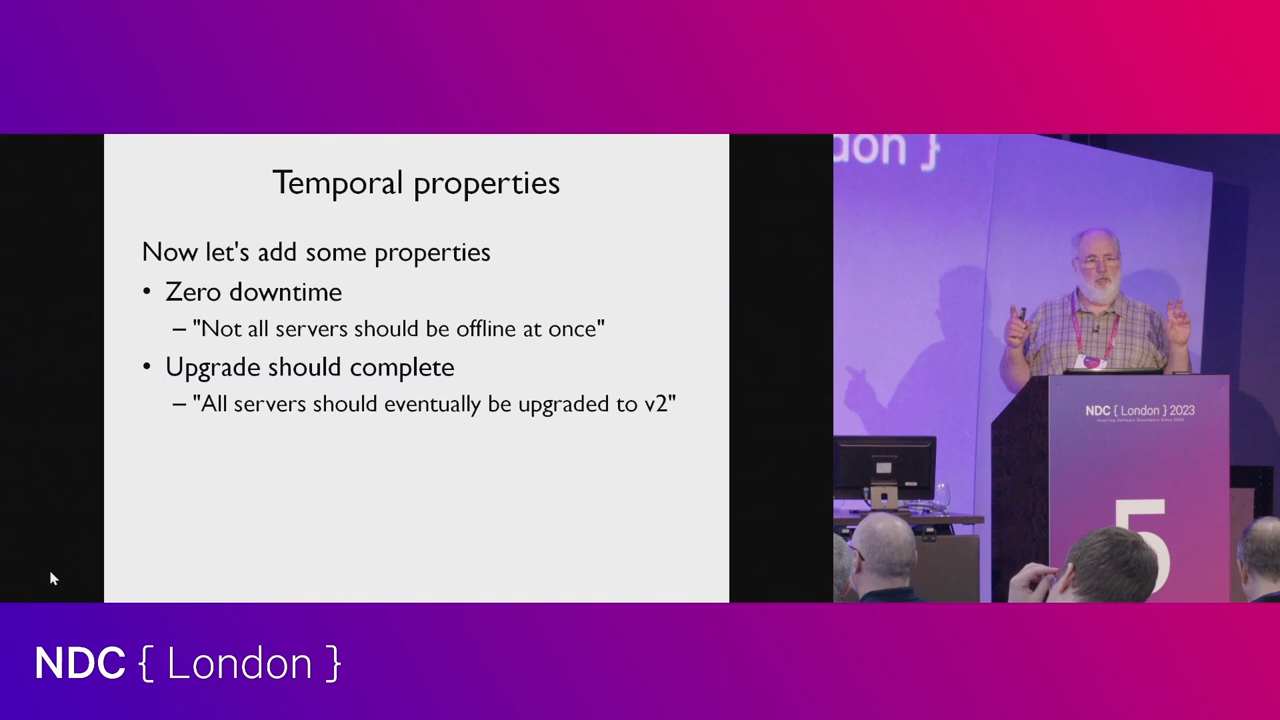 Temporal properties
Now let's add some properties
• Zero downtime
– "Not all servers should be offline at once"
• Upgrade should complete
– "All servers should eventually be upgraded to v2"
don }
NDC { London } 2023
5
NDC { London }